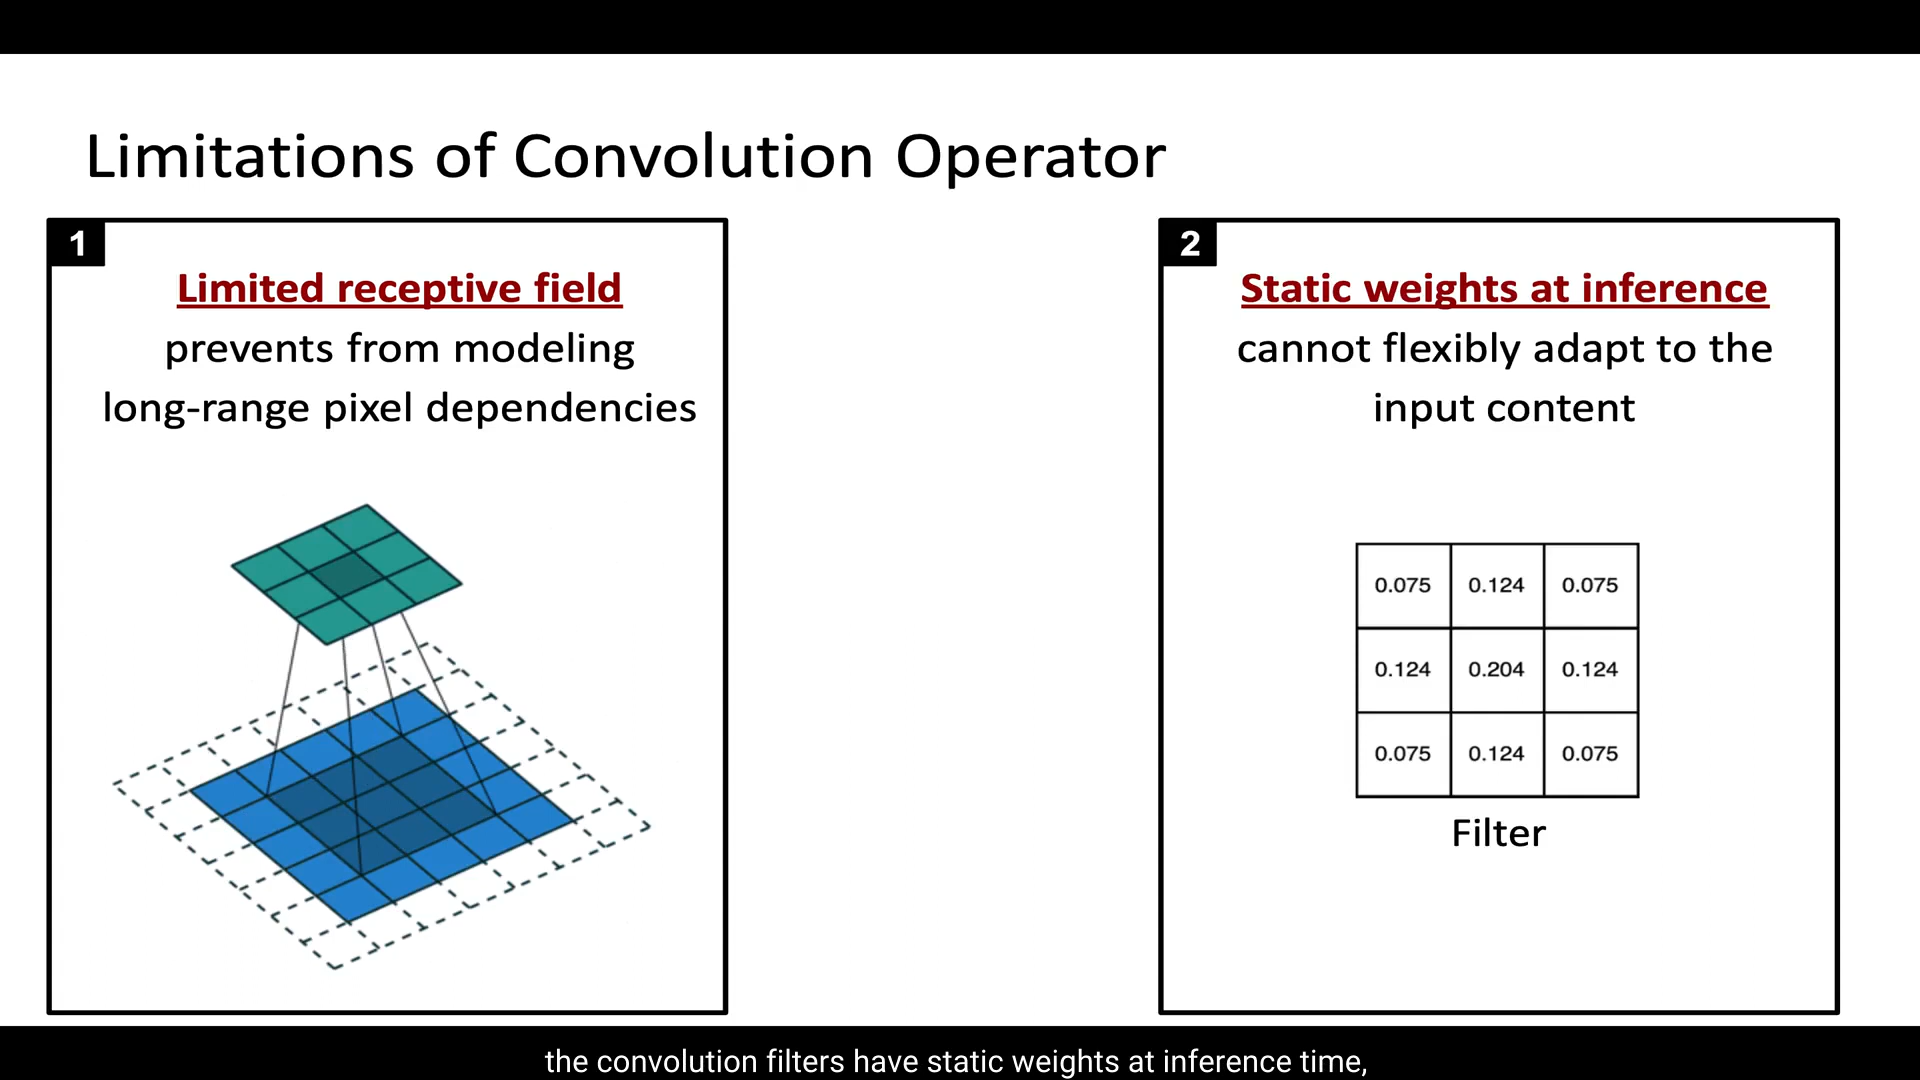 Limitations of Convolution Operator
1
Limited receptive field
prevents from modeling
long-range pixel dependencies
2
Static weights at inference
cannot flexibly adapt to the
input content
0.075 0.124 0.075
0.124 0.204 0.124
0.075 0.124 0.075
Filter
the convolution filters have static weights at inference time,